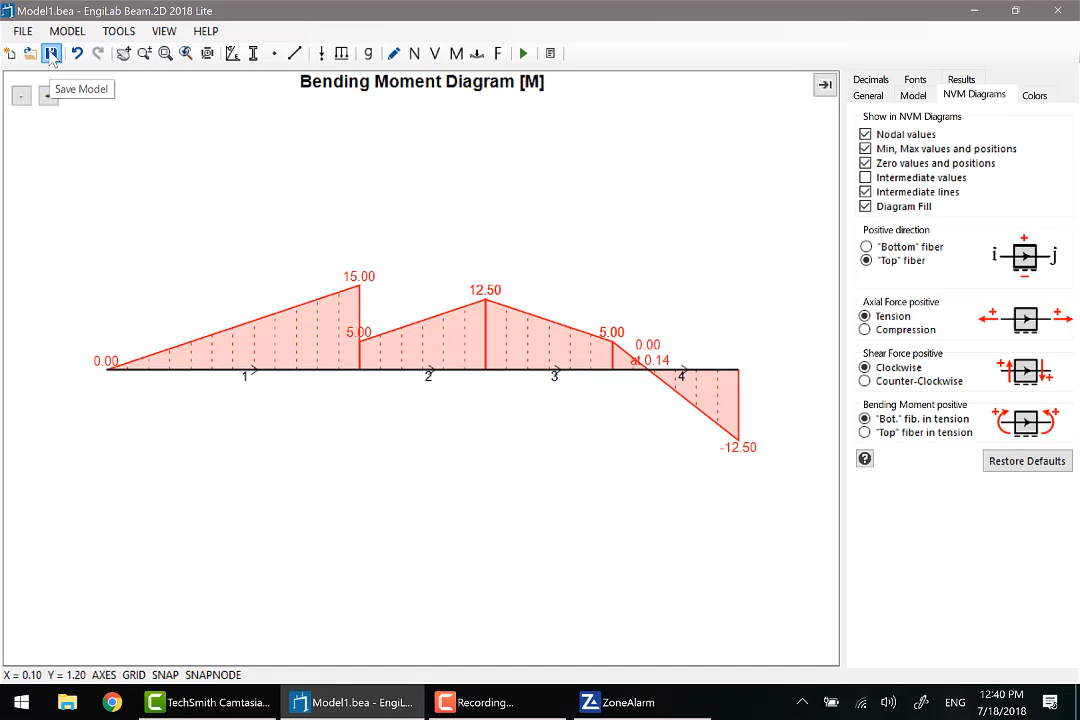 Model1.bea - EngiLab Beam.2D 2018 Lite
FILE MODEL TOOLS VIEW HELP
g N V M F
Save Model
Bending Moment Diagram [M]
-
15.00
12.50
5.00
5.00
0.00
0.00
at 0.14
1
2
3
4
-12.50
Decimals Fonts Results
General Model NVM Diagrams Colors
Show in NVM Diagrams
Nodal values
Min, Max values and positions
Zero values and positions
Intermediate values
Intermediate lines
Diagram Fill
Positive direction
"Bottom" fiber
"Top" fiber
+
i j
−
Axial Force positive
Tension
Compression
+ +
Shear Force positive
Clockwise
Counter-Clockwise
+ +
Bending Moment positive
"Bot." fib. in tension
"Top" fiber in tension
+ +
?
Restore Defaults
X = 0.10 Y = 1.20 AXES GRID SNAP SNAPNODE
TechSmith Camtasia...
Model1.bea - EngiL...
Recording...
ZoneAlarm
ENG
12:40 PM
7/18/2018